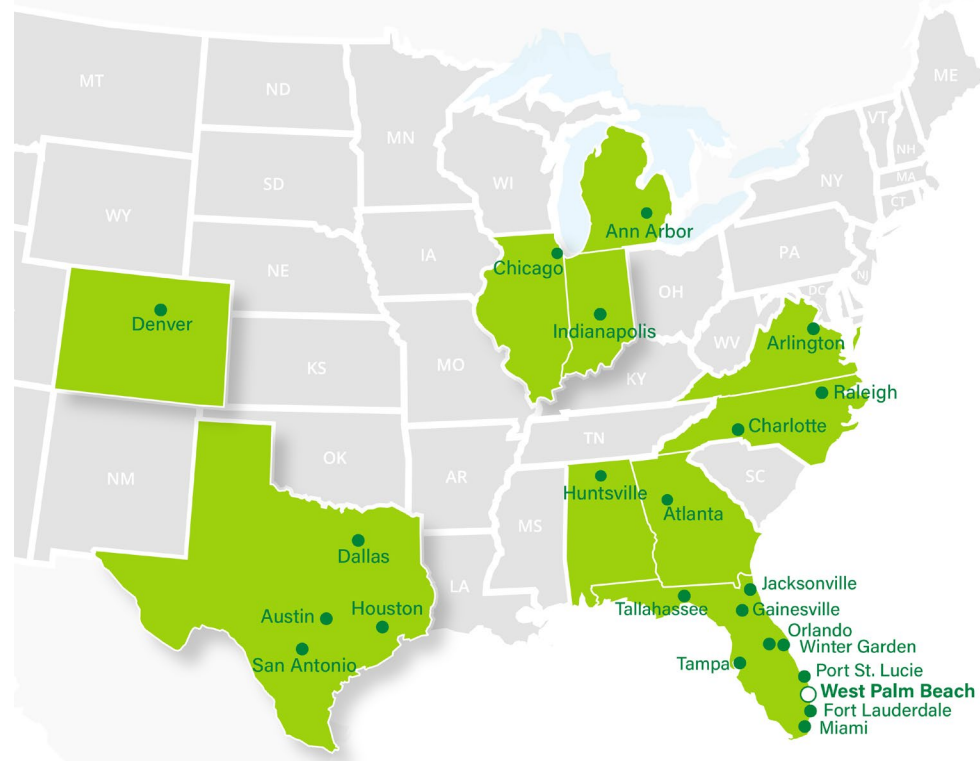 MT
ND
MN
ME
VT
NH
WI
SD
NY
MA
CT
WY
Ann Arbor
IA
PA
Chicago
NE
OH
NJ
DC
Denver
Indianapolis
Arlington
WV
MO
KS
KY
Raleigh
Charlotte
TN
OK
AR
NM
SC
Huntsville
Atlanta
MS
Dallas
LA
Jacksonville
Tallahassee
Gainesville
Houston
Austin
Orlando
Winter Garden
San Antonio
Tampa
Port St. Lucie
West Palm Beach
Fort Lauderdale
Miami